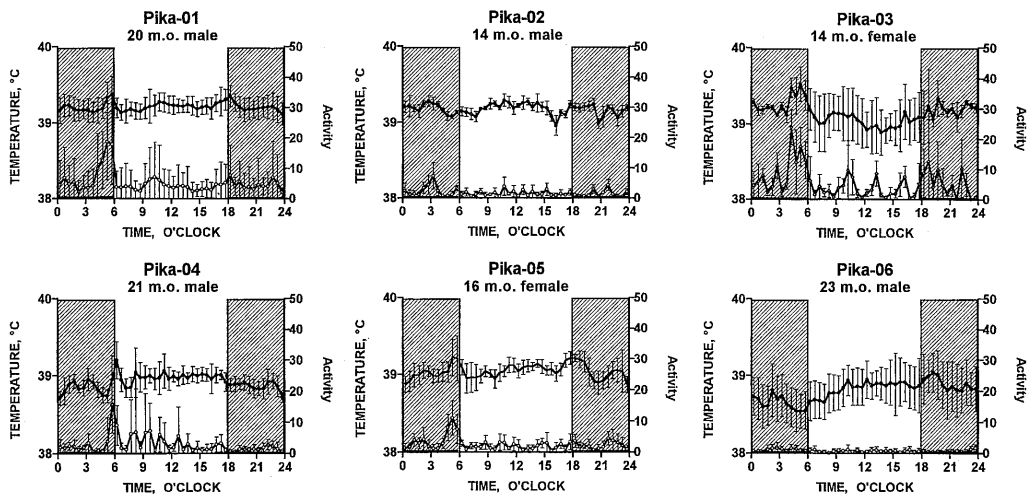 Pika-01
20 m.o. male
Pika-02
14 m.o. male
Pika-03
14 m.o. female
40
39
38
TEMPERATURE, °C
50
40
30
20
10
0
Activity
0 3 6 9 12 15 18 21 24
TIME, O'CLOCK
40
39
38
TEMPERATURE, °C
50
40
30
20
10
0
Activity
0 3 6 9 12 15 18 21 24
TIME, O'CLOCK
40
39
38
TEMPERATURE, °C
50
40
30
20
10
0
Activity
0 3 6 9 12 15 18 21 24
TIME, O'CLOCK
Pika-04
21 m.o. male
Pika-05
16 m.o. female
Pika-06
23 m.o. male
40
39
38
TEMPERATURE, °C
50
40
30
20
10
0
Activity
0 3 6 9 12 15 18 21 24
TIME, O'CLOCK
40
39
38
TEMPERATURE, °C
50
40
30
20
10
0
Activity
0 3 6 9 12 15 18 21 24
TIME, O'CLOCK
40
39
38
TEMPERATURE, °C
50
40
30
20
10
0
Activity
0 3 6 9 12 15 18 21 24
TIME, O'CLOCK